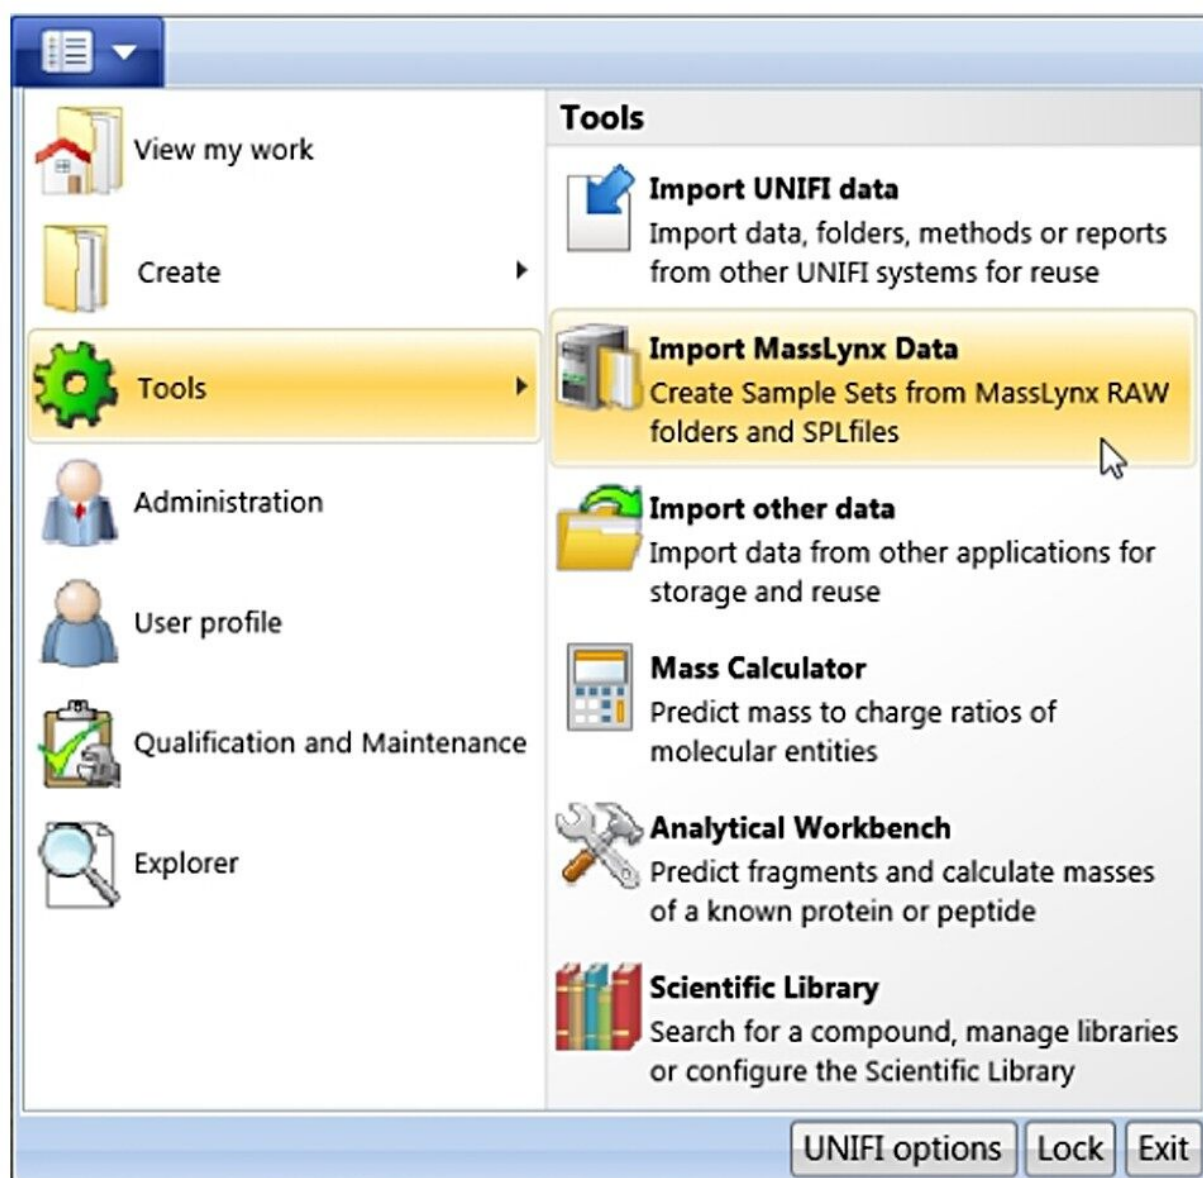 View my work
Create
Tools
Administration
User profile
Qualification and Maintenance
Explorer
Tools
Import UNIFI data
Import data, folders, methods or reports
from other UNIFI systems for reuse
Import MassLynx Data
Create Sample Sets from MassLynx RAW
folders and SPLfiles
Import other data
Import data from other applications for
storage and reuse
Mass Calculator
Predict mass to charge ratios of
molecular entities
Analytical Workbench
Predict fragments and calculate masses
of a known protein or peptide
Scientific Library
Search for a compound, manage libraries
or configure the Scientific Library
UNIFI options
Lock
Exit